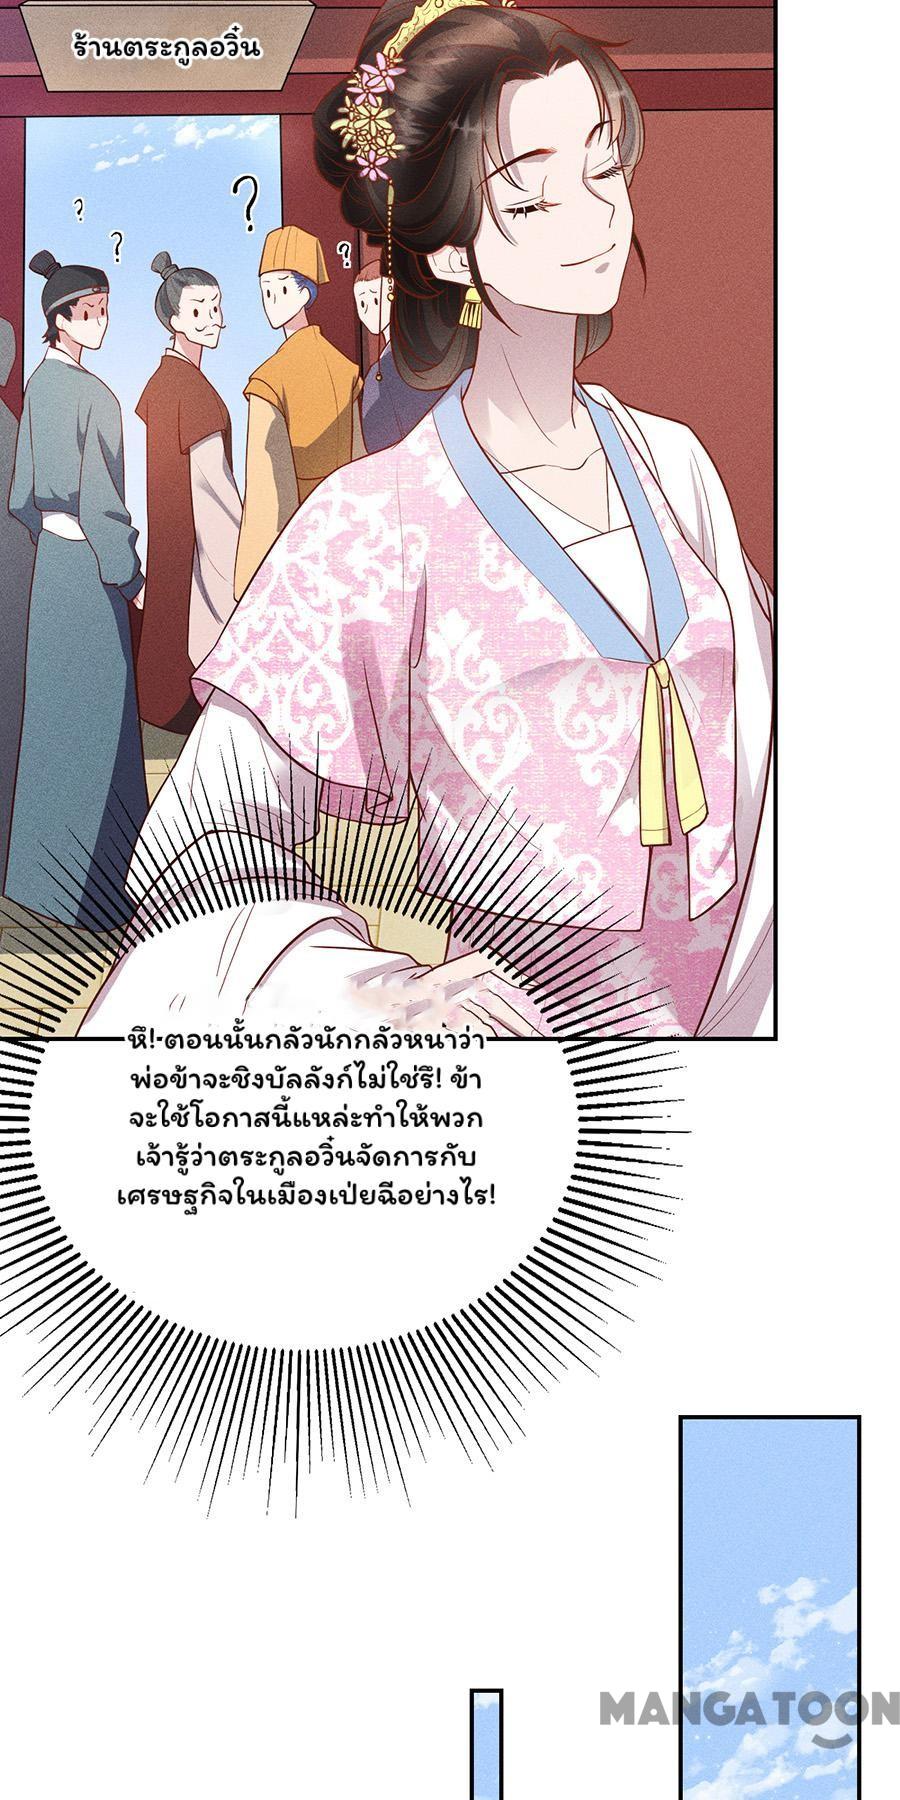 ร้านตระกูลอวิ๋น
?
?
?
?
หึ! ตอนนั้นกลัวนักกลัวหนาว่า
พ่อข้าจะชิงบัลลังก์ไม่ใช่รึ! ข้า
จะใช้โอกาสนี้แหล่ะทำให้พวก
เจ้ารู้ว่าตระกูลอวิ๋นจัดการกับ
เศรษฐกิจในเมืองเป่ยฉีอย่างไร!
MANGATOON